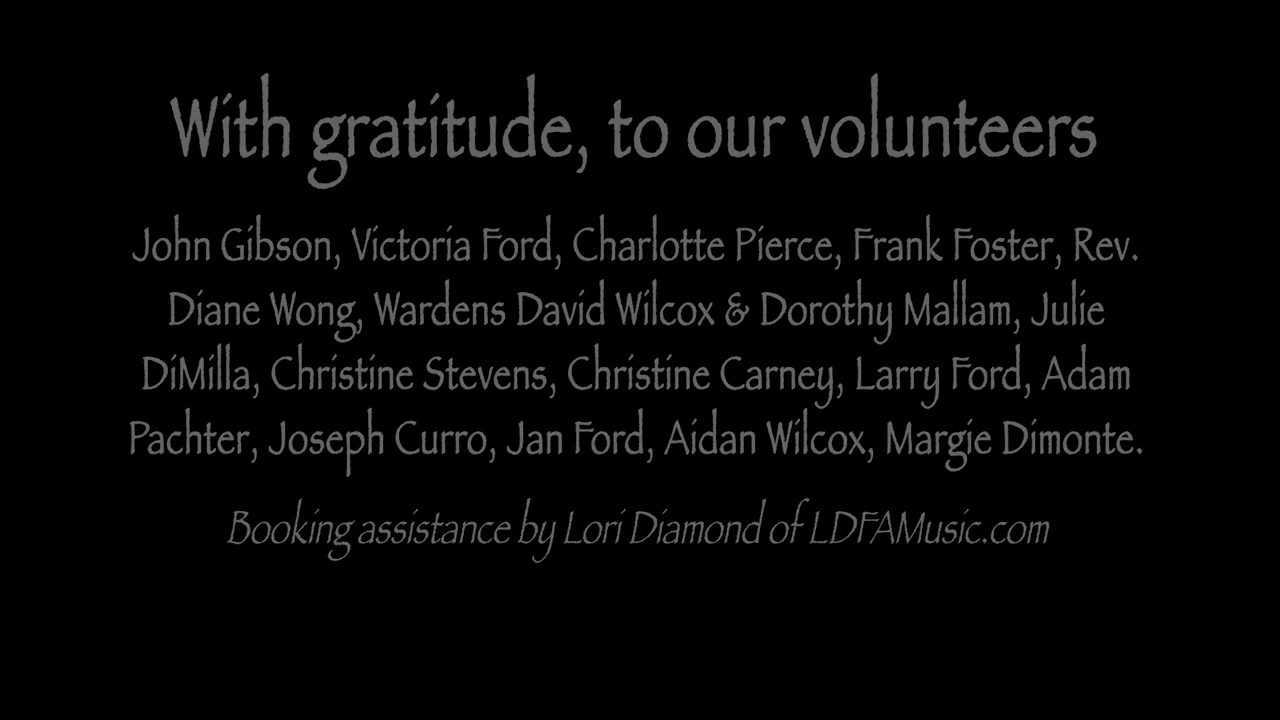 With gratitude, to our volunteers
John Gibson, Victoria Ford, Charlotte Pierce, Frank Foster, Rev.
Diane Wong, Wardens David Wilcox & Dorothy Mallam, Julie
DiMilla, Christine Stevens, Christine Carney, Larry Ford, Adam
Pachter, Joseph Curro, Jan Ford, Aidan Wilcox, Margie Dimonte.
Booking assistance by Lori Diamond of LDFAMusic.com